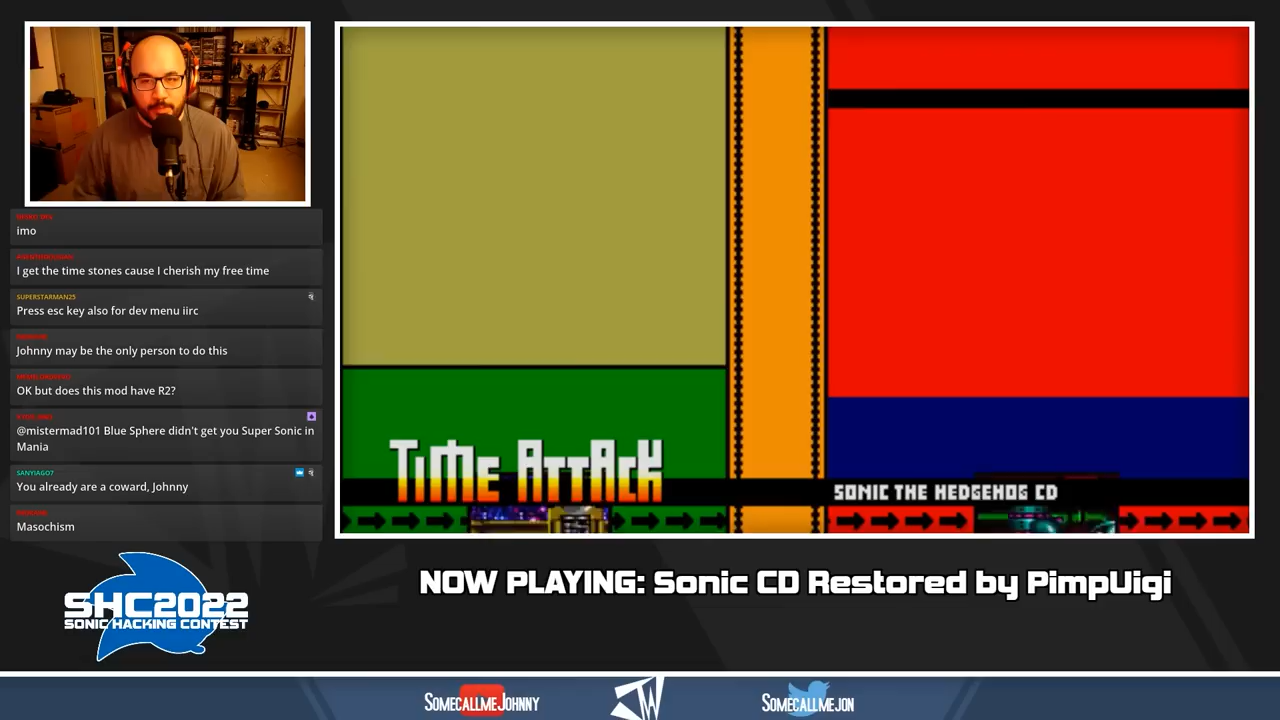 imo
I get the time stones cause I cherish my free time
SUPERSTARMAN25
Press esc key also for dev menu iirc
Johnny may be the only person to do this
OK but does this mod have R2?
@mistermad101 Blue Sphere didn't get you Super Sonic in
Mania
SANYIAGO7
You already are a coward, Johnny
Masochism
TiME ATTACK
SONIC THE HEDGEHOG CD
SHC2022
SONIC HACKING CONTEST
NOW PLAYING: Sonic CD Restored by PimpUigi
SOMECALLMEJOHNNY
SOMECALLMEJON